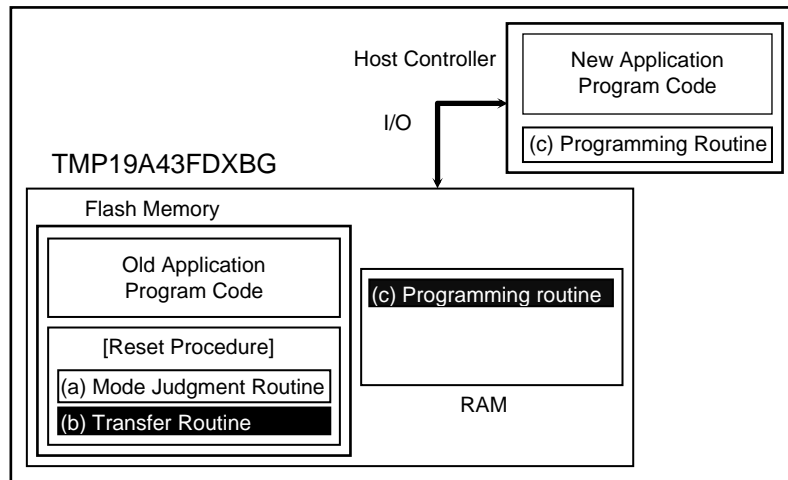 Host Controller
New Application
Program Code
(c) Programming Routine
I/O
TMP19A43FDXBG
Flash Memory
Old Application
Program Code
[Reset Procedure]
(a) Mode Judgment Routine
(b) Transfer Routine
(c) Programming routine
RAM